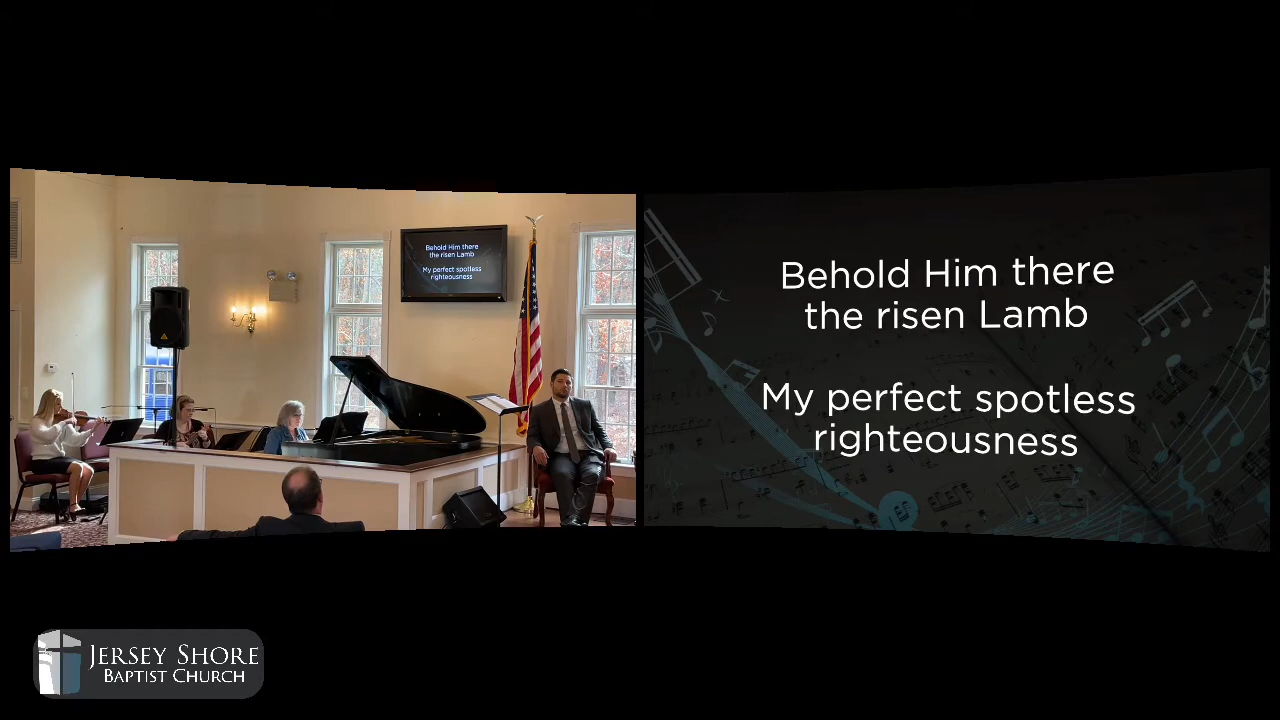 Behold Him there
the risen Lamb
My perfect spotless
righteousness
Behold Him there
the risen Lamb
My perfect spotless
righteousness
JERSEY SHORE
BAPTIST CHURCH